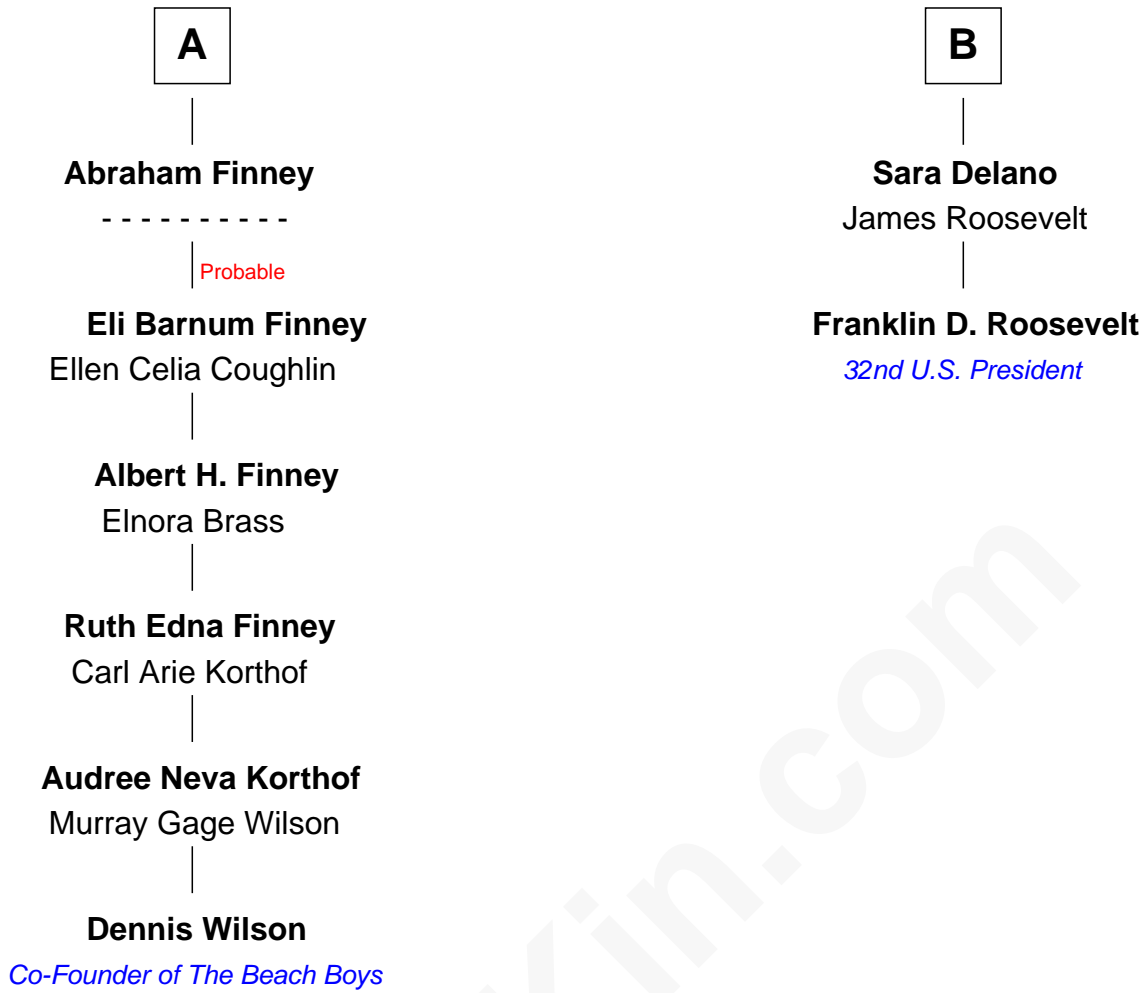 A
B
Abraham Finney
- - - - - - - - - -
Probable
Eli Barnum Finney
Ellen Celia Coughlin
Albert H. Finney
Elnora Brass
Ruth Edna Finney
Carl Arie Korthof
Audree Neva Korthof
Murray Gage Wilson
Dennis Wilson
Co-Founder of The Beach Boys
Sara Delano
James Roosevelt
Franklin D. Roosevelt
32nd U.S. President
Kin.com